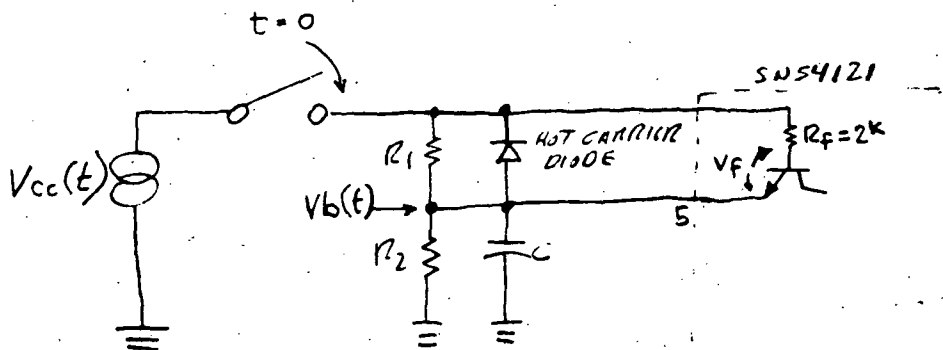 t = 0
SN54121
HOT CARRIER
DIODE
R1
Rf = 2K
Vf
Vcc(t)
Vb(t)
5
R2
C